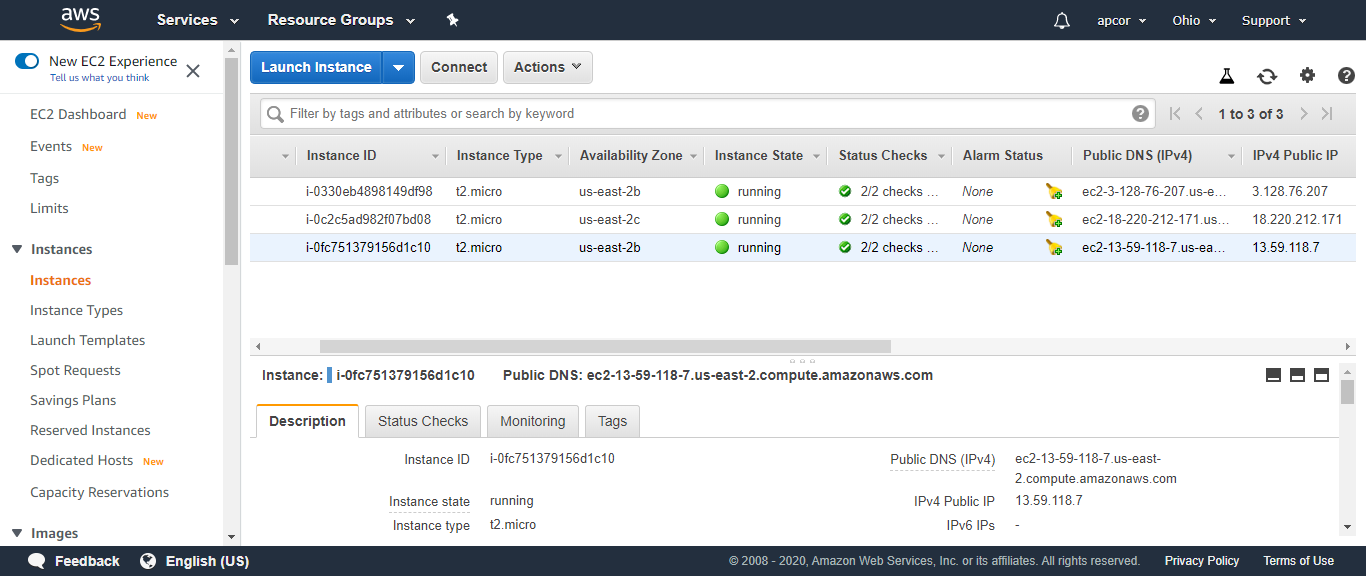 aws Services Resource Groups apcor Ohio Support
New EC2 Experience
Tell us what you think
EC2 Dashboard New
Events New
Tags
Limits
Instances
Instances
Instance Types
Launch Templates
Spot Requests
Savings Plans
Reserved Instances
Dedicated Hosts New
Capacity Reservations
Images
Launch Instance Connect Actions
Filter by tags and attributes or search by keyword ? 1 to 3 of 3
Instance ID Instance Type Availability Zone Instance State Status Checks Alarm Status Public DNS (IPv4) IPv4 Public IP
i-0330eb4898149df98 t2.micro us-east-2b running 2/2 checks ... None ec2-3-128-76-207.us-e... 3.128.76.207
i-0c2c5ad982f07bd08 t2.micro us-east-2c running 2/2 checks ... None ec2-18-220-212-171.us... 18.220.212.171
i-0fc751379156d1c10 t2.micro us-east-2b running 2/2 checks ... None ec2-13-59-118-7.us-ea... 13.59.118.7
Instance: i-0fc751379156d1c10 Public DNS: ec2-13-59-118-7.us-east-2.compute.amazonaws.com
Description Status Checks Monitoring Tags
Instance ID i-0fc751379156d1c10 Public DNS (IPv4) ec2-13-59-118-7.us-east-
2.compute.amazonaws.com
Instance state running IPv4 Public IP 13.59.118.7
Instance type t2.micro IPv6 IPs -
Feedback English (US) © 2008 - 2020, Amazon Web Services, Inc. or its affiliates. All rights reserved. Privacy Policy Terms of Use